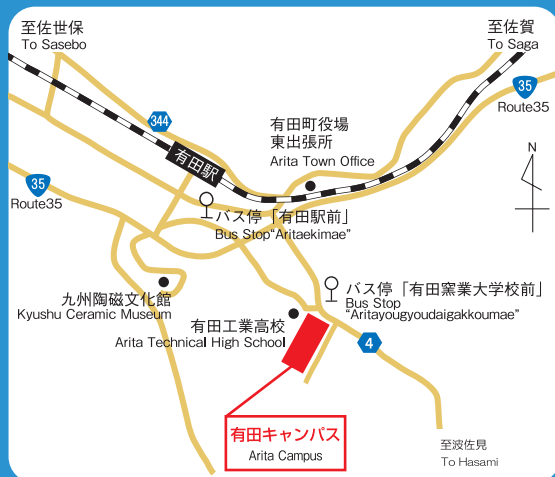 至佐世保
To Sasebo
至佐賀
To Saga
35
Route35
344
有田町役場
東出張所
Arita Town Office
有田駅
N
35
Route35
バス停「有田駅前」
Bus Stop“Aritaekimae”
九州陶磁文化館
Kyushu Ceramic Museum
バス停「有田窯業大学校前」
Bus Stop
“Aritayougyoudaigakkoumae”
有田工業高校
Arita Technical High School
4
有田キャンパス
Arita Campus
至波佐見
To Hasami